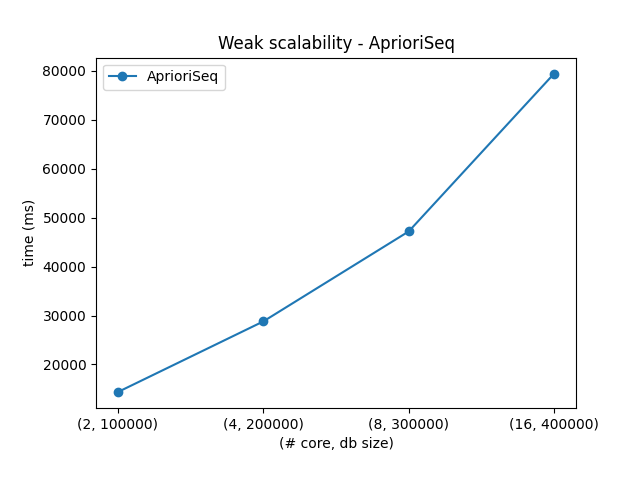 Weak scalability - AprioriSeq
AprioriSeq
80000
70000
60000
50000
40000
30000
20000
time (ms)
(2, 100000)
(4, 200000)
(8, 300000)
(16, 400000)
(# core, db size)